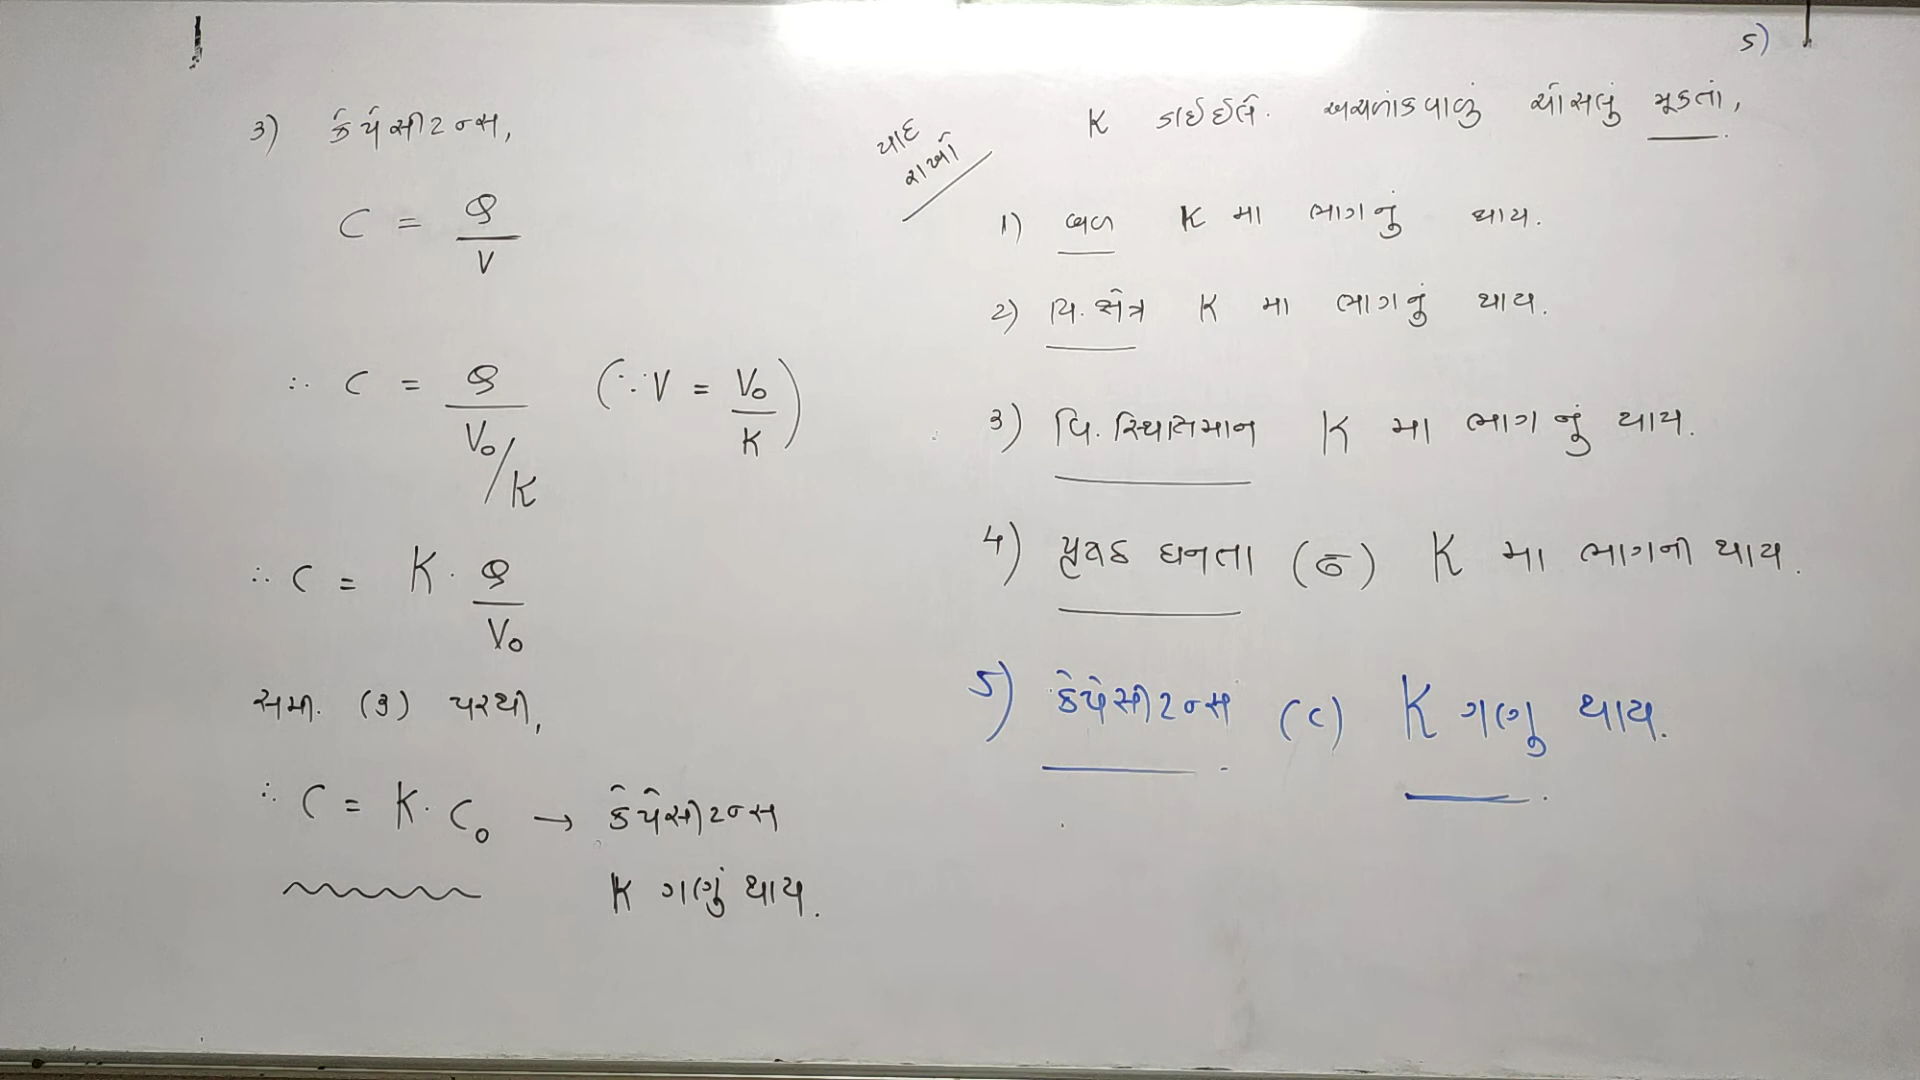 3) કેપેસીટન્સ,
C = Q / V
∴ C = Q / V₀/K (∵ V = V₀ / K)
∴ C = K · Q / V₀
સમી. (3) પરથી,
∴ C = K · C₀ → કેપેસીટન્સ
K ગણું થાય.
5)
યાદ
રાખો
K ડાઈઈલે. અચળાંકવાળું ચોસલું મૂકતાં,
1) બળ K મા ભાગનું થાય.
2) વિ. ક્ષેત્ર K મા ભાગનું થાય.
3) વિ. સ્થિતિમાન K મા ભાગનું થાય.
4) પૃષ્ઠ ઘનતા (σ) K મા ભાગની થાય.
5) કેપેસીટન્સ (C) K ગણુ થાય.